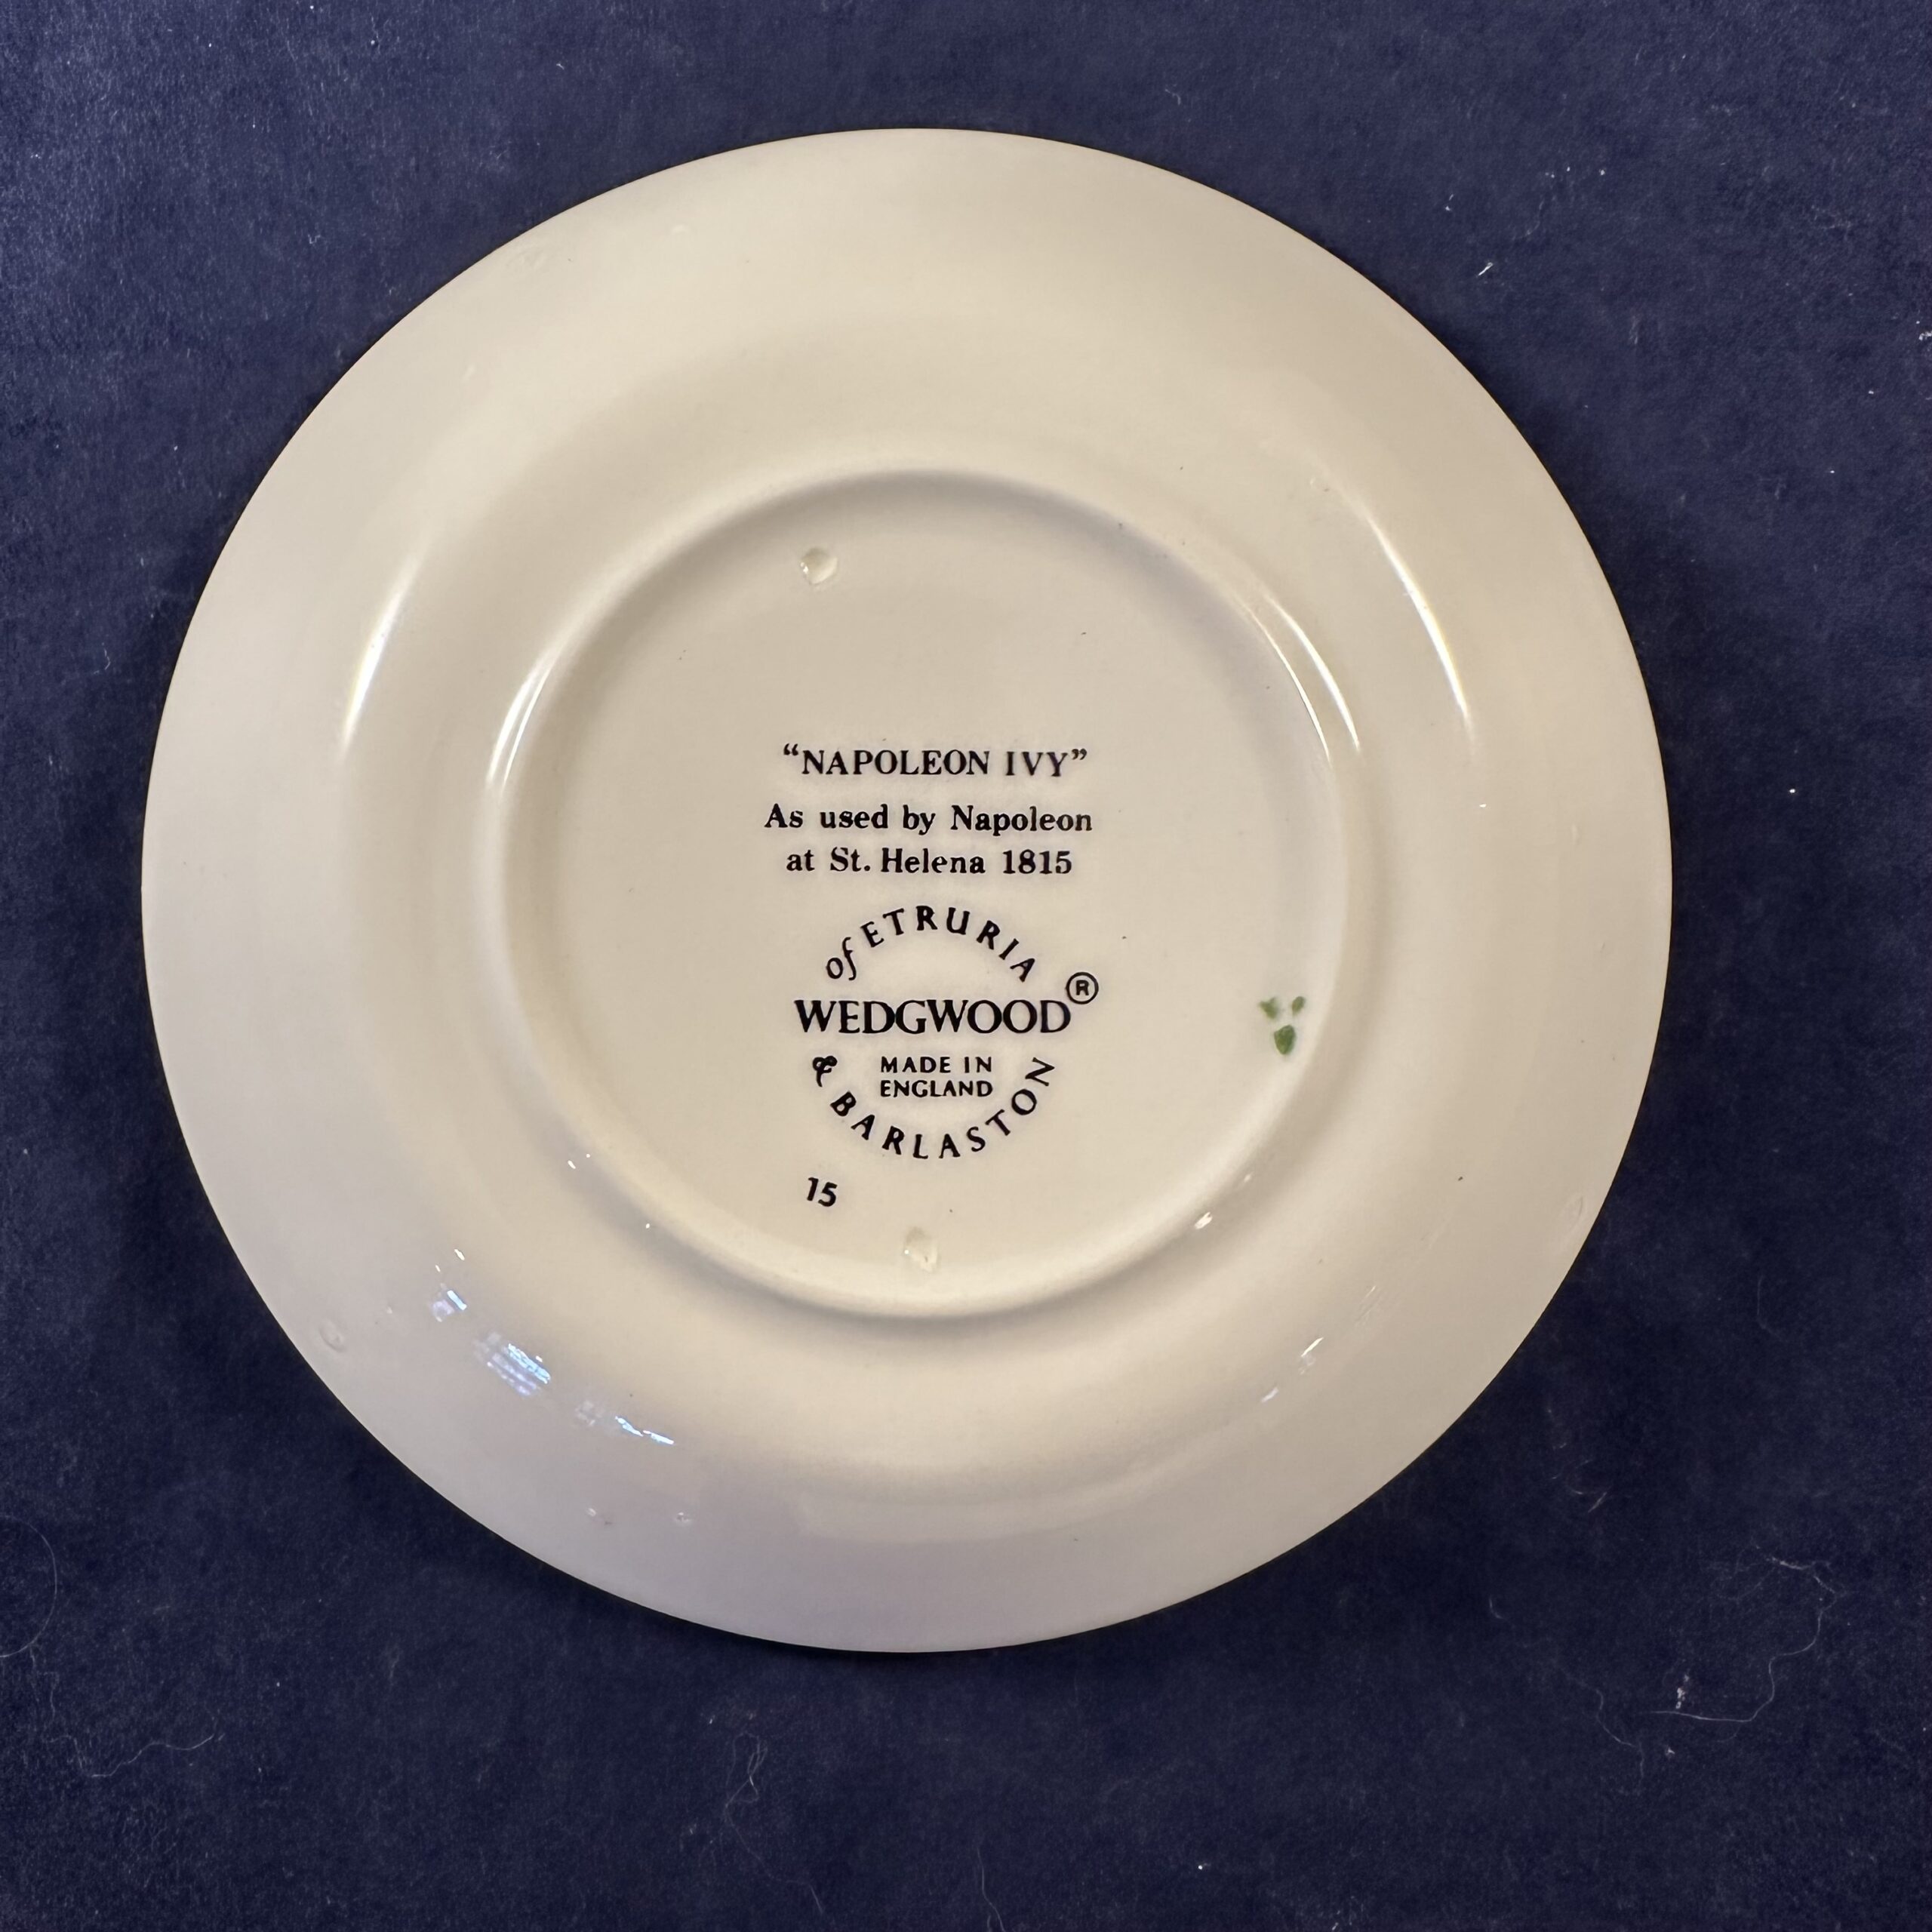 “NAPOLEON IVY”
As used by Napoleon
at St. Helena 1815
of ETRURIA
WEDGWOOD®
MADE IN
ENGLAND
& BARLASTON
15